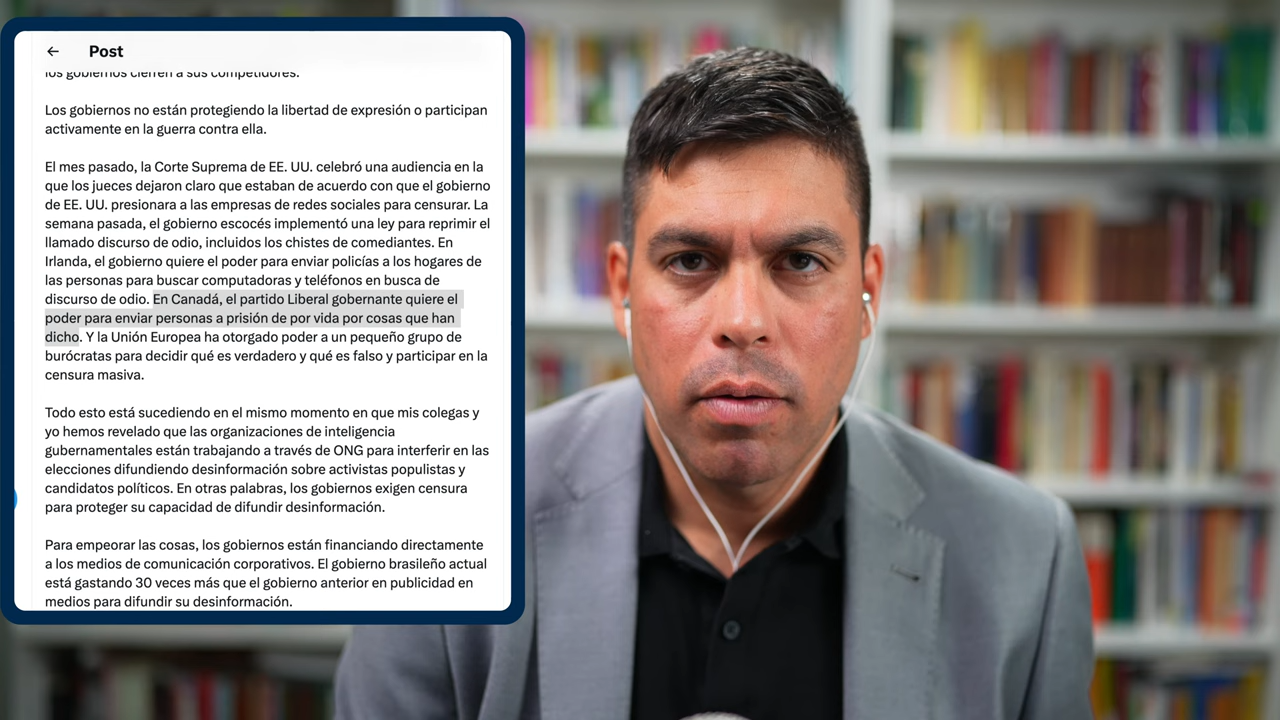 Post
los gobiernos cierren a sus competidores.
Los gobiernos no están protegiendo la libertad de expresión o participan
activamente en la guerra contra ella.
El mes pasado, la Corte Suprema de EE. UU. celebró una audiencia en la
que los jueces dejaron claro que estaban de acuerdo con que el gobierno
de EE. UU. presionara a las empresas de redes sociales para censurar. La
semana pasada, el gobierno escocés implementó una ley para reprimir el
llamado discurso de odio, incluidos los chistes de comediantes. En
Irlanda, el gobierno quiere el poder para enviar policías a los hogares de
las personas para buscar computadoras y teléfonos en busca de
discurso de odio. En Canadá, el partido Liberal gobernante quiere el
poder para enviar personas a prisión de por vida por cosas que han
dicho. Y la Unión Europea ha otorgado poder a un pequeño grupo de
burócratas para decidir qué es verdadero y qué es falso y participar en la
censura masiva.
Todo esto está sucediendo en el mismo momento en que mis colegas y
yo hemos revelado que las organizaciones de inteligencia
gubernamentales están trabajando a través de ONG para interferir en las
elecciones difundiendo desinformación sobre activistas populistas y
candidatos políticos. En otras palabras, los gobiernos exigen censura
para proteger su capacidad de difundir desinformación.
Para empeorar las cosas, los gobiernos están financiando directamente
a los medios de comunicación corporativos. El gobierno brasileño actual
está gastando 30 veces más que el gobierno anterior en publicidad en
medios para difundir su desinformación.